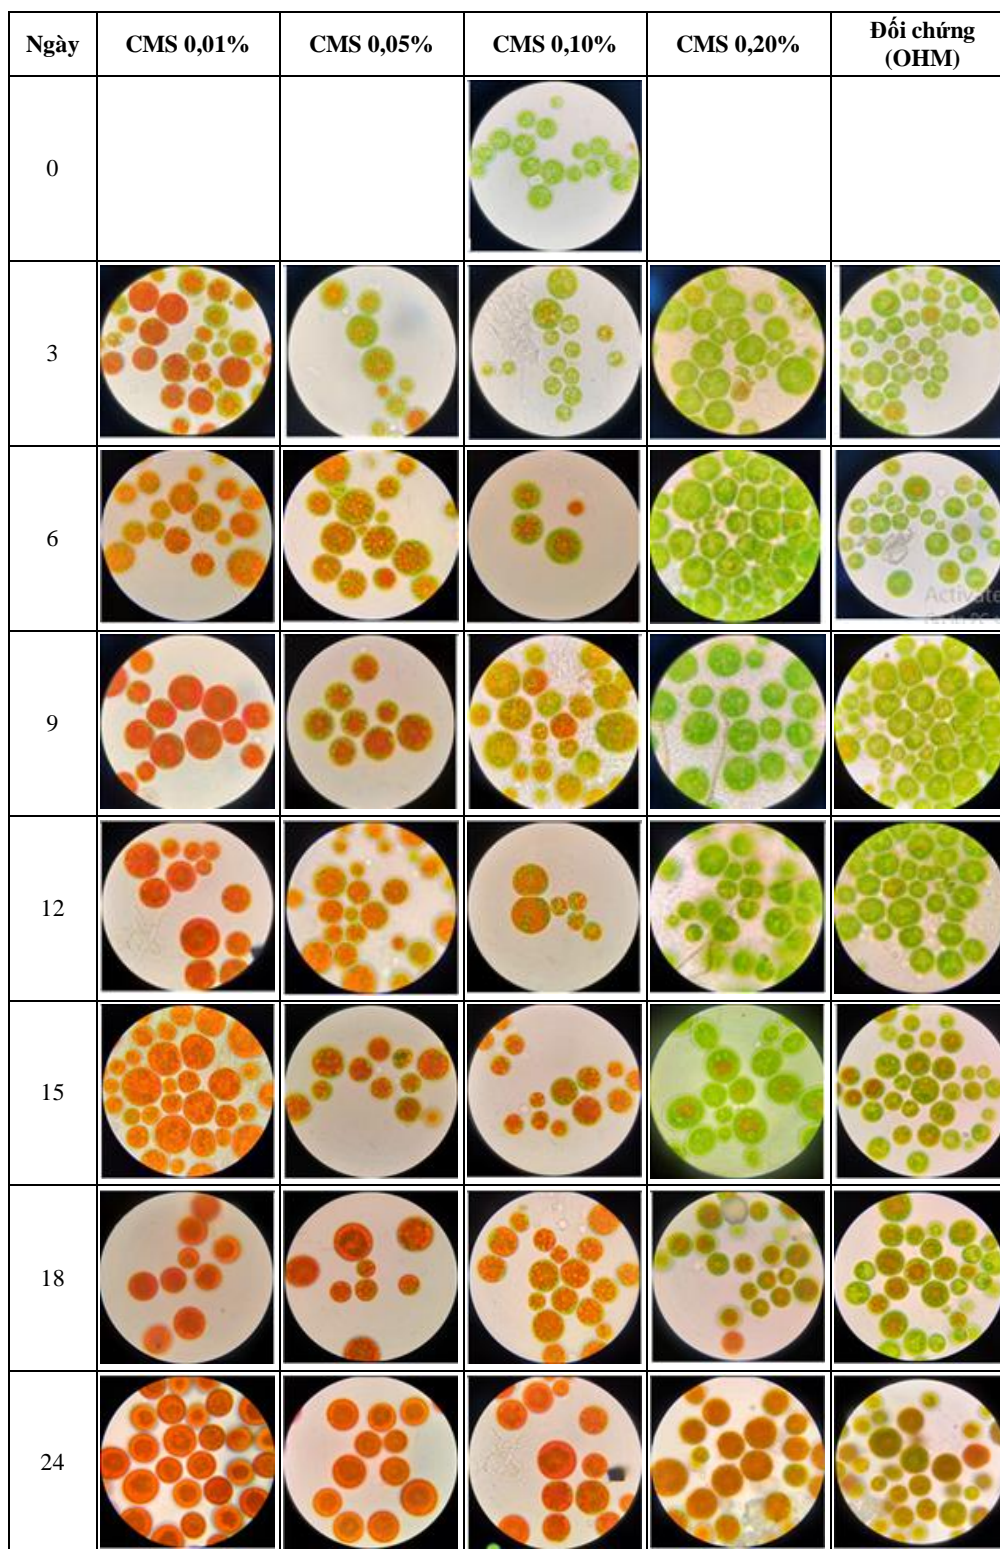 Ngày CMS 0,01% CMS 0,05% CMS 0,10% CMS 0,20% Đối chứng
(OHM)
0
3
6
Activate
9
12
15
18
24